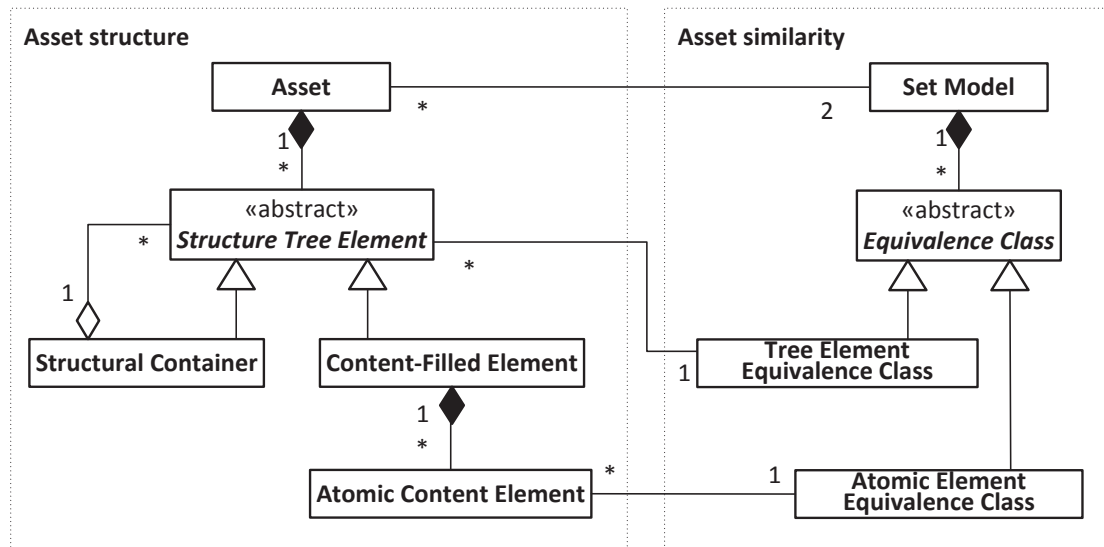 Asset structure
Asset similarity
Asset
Set Model
*
2
1
1
*
*
«abstract»
Structure Tree Element
«abstract»
Equivalence Class
*
*
1
Structural Container
Content-Filled Element
Tree Element
Equivalence Class
1
1
*
*
1
Atomic Content Element
Atomic Element
Equivalence Class